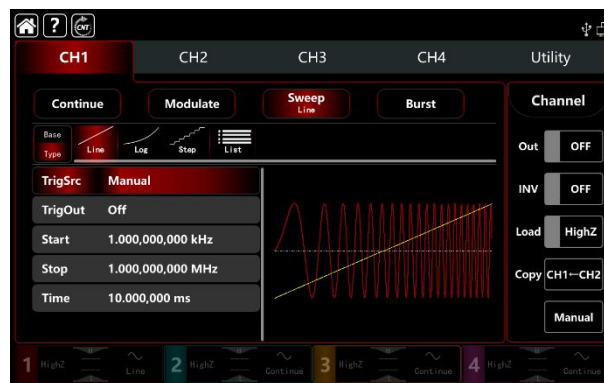 ? CNT
CH1 CH2 CH3 CH4 Utility
Continue Modulate Sweep Burst Channel
Line
Base
Type Line Log Step List
Out OFF
TrigSrc Manual
INV OFF
TrigOut Off
Load HighZ
Start 1.000,000,000 kHz
Stop 1.000,000,000 MHz
Copy CH1←CH2
Time 10.000,000 ms
Manual
1 HighZ Line 2 HighZ Continue 3 HighZ Continue 4 HighZ Continue